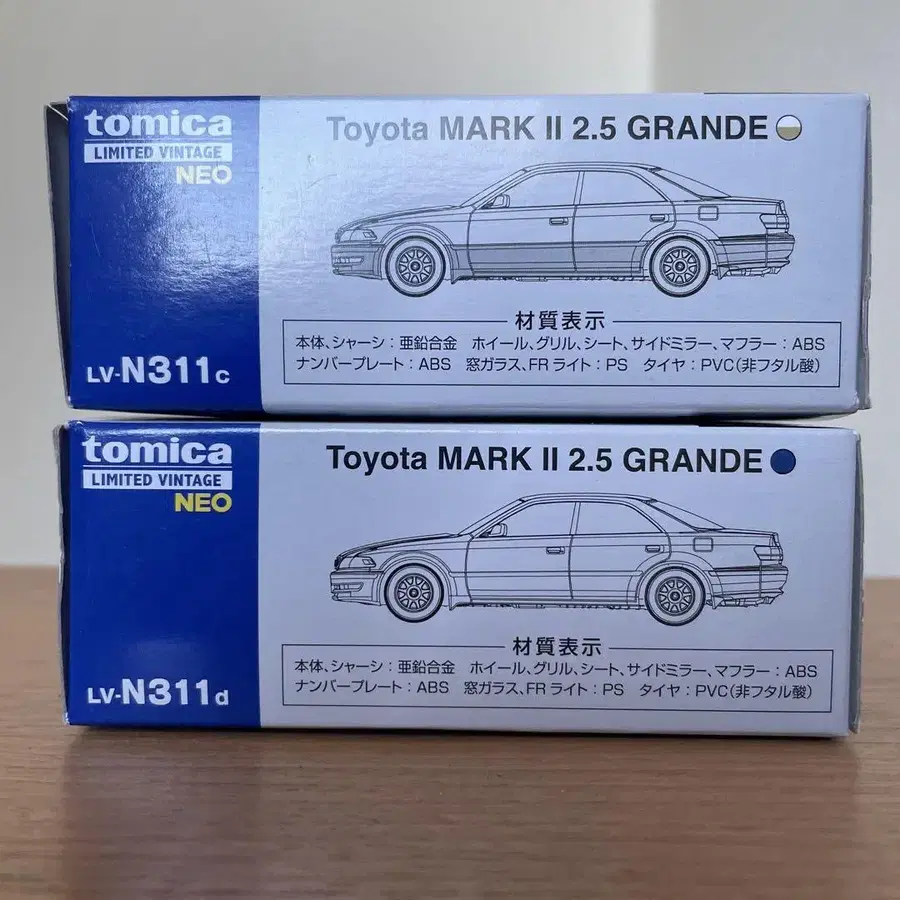 tomica
LIMITED VINTAGE
NEO
Toyota MARK II 2.5 GRANDE
材質表示
本体、シャーシ：亜鉛合金 ホイール、グリル、シート、サイドミラー、マフラー：ABS
ナンバープレート：ABS 窓ガラス、FRライト：PS タイヤ：PVC(非フタル酸)
LV-N311c
tomica
LIMITED VINTAGE
NEO
Toyota MARK II 2.5 GRANDE
材質表示
本体、シャーシ：亜鉛合金 ホイール、グリル、シート、サイドミラー、マフラー：ABS
ナンバープレート：ABS 窓ガラス、FRライト：PS タイヤ：PVC(非フタル酸)
LV-N311d